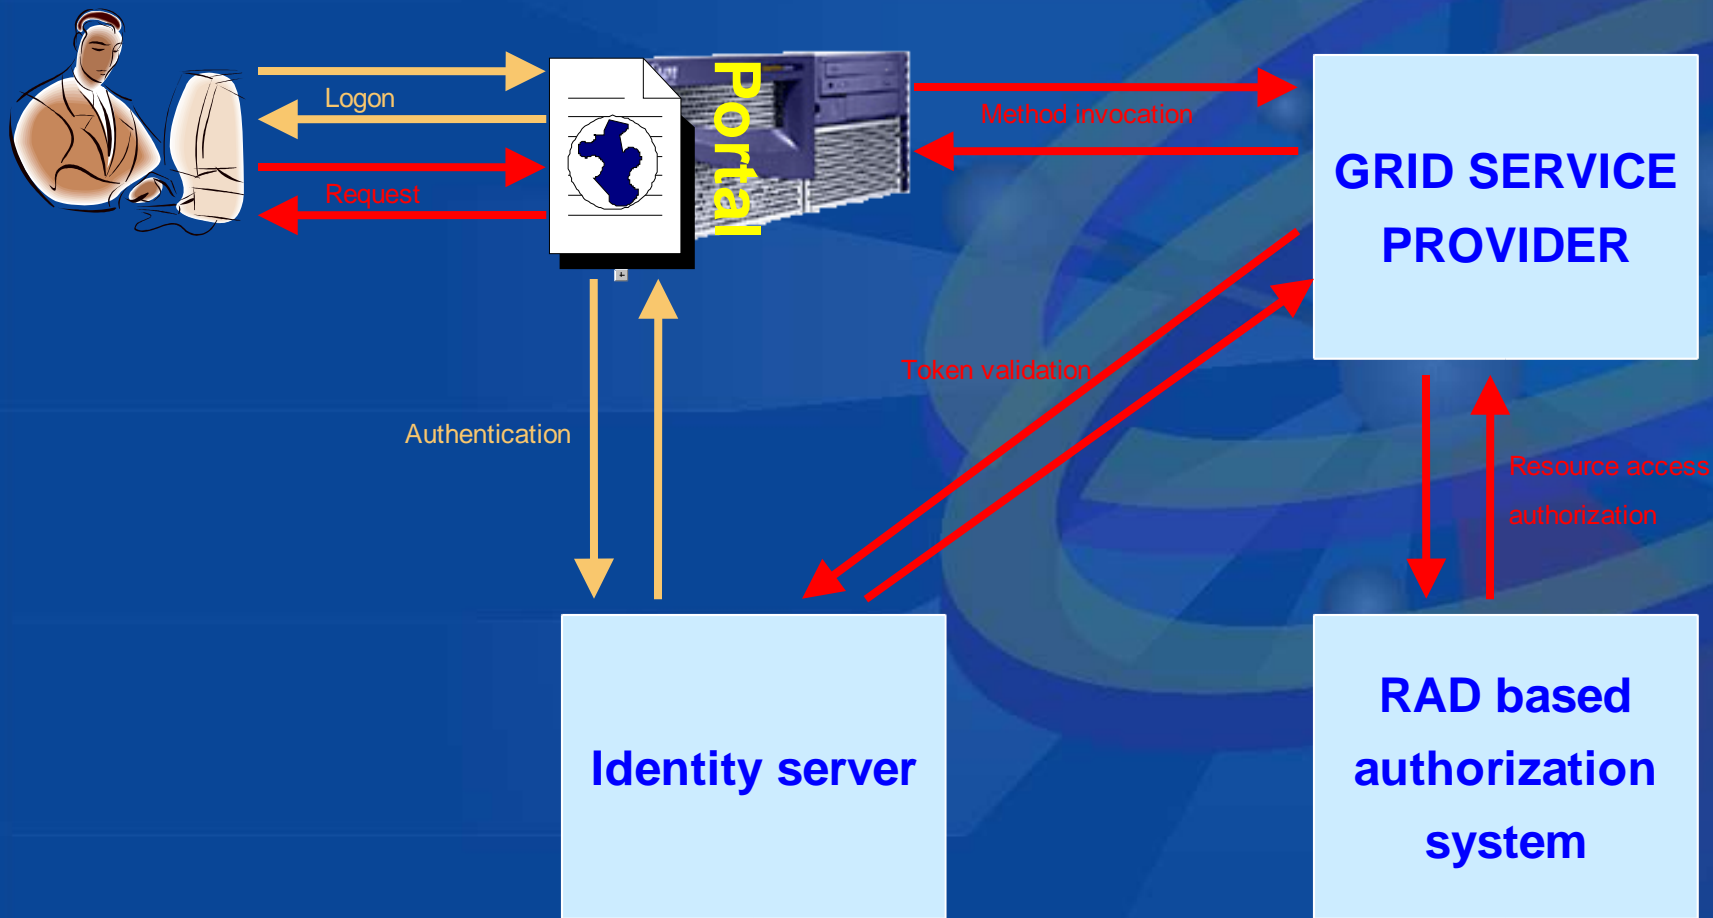 Logon
Request
Portal
Method invocation
GRID SERVICE
PROVIDER
Token validation
Authentication
Resource access
authorization
Identity server
RAD based
authorization
system